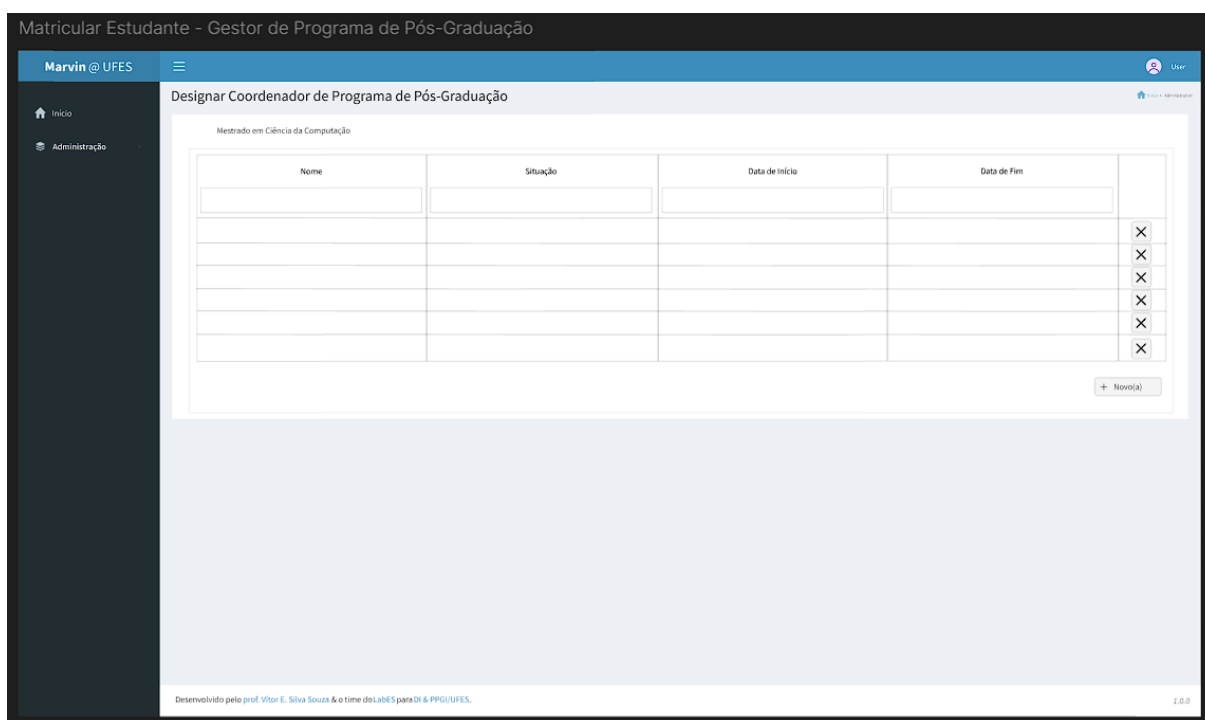 Matricular Estudante - Gestor de Programa de Pós-Graduação
Marvin @ UFES
User
Designar Coordenador de Programa de Pós-Graduação
Início
Mestrado em Ciência da Computação
Administração
Nome Situação Data de Início Data de Fim
+ Novo(a)
Desenvolvido pelo prof. Vítor E. Silva Souza & o time do LabES para DI & PPGI/UFES.
1.0.0